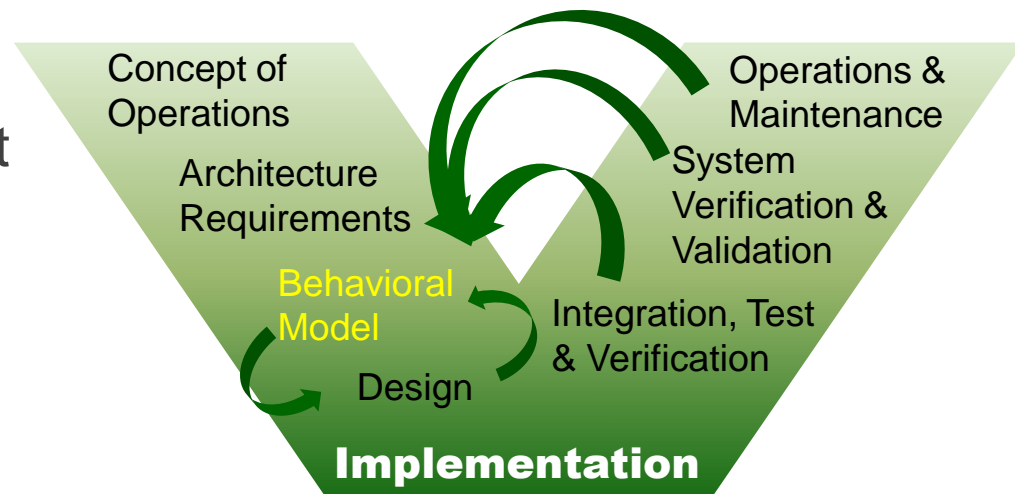 Concept of
Operations
t
Architecture
Requirements
Behavioral
Model
Design
Operations &
Maintenance
System
Verification &
Validation
Integration, Test
& Verification
Implementation